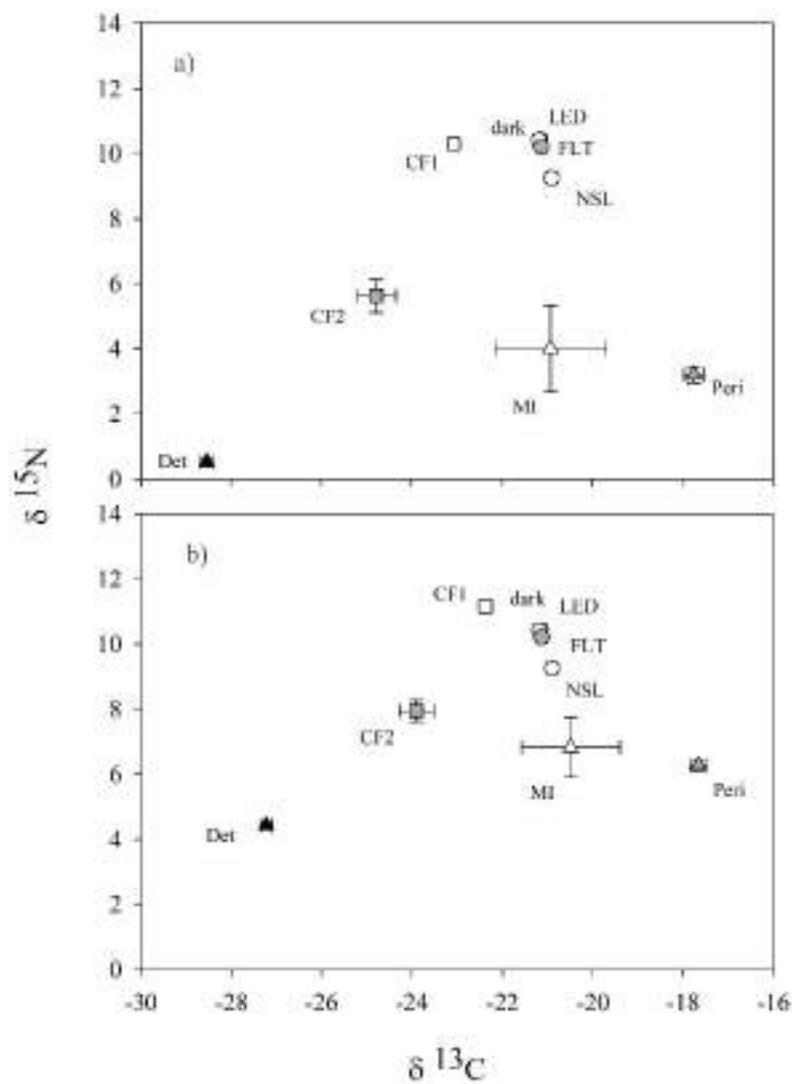 14
a)
12
LED
dark
10
FLT
CF1
NSL
8
6
CF2
4
MI
Peri
2
Det
0
δ 15N
14
b)
12
CF1
dark
LED
10
FLT
NSL
8
CF2
6
MI
Peri
4
Det
2
0
-30 -28 -26 -24 -22 -20 -18 -16
δ 13C